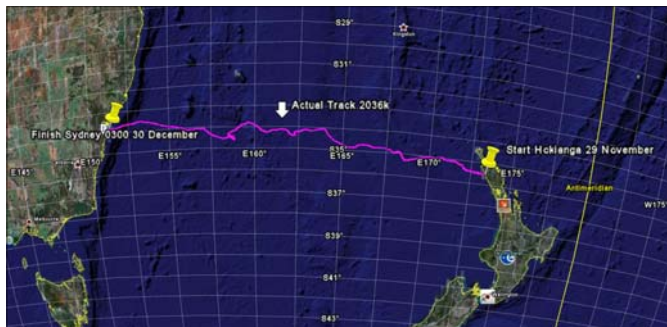 S29°
Kingston
S31°
Actual Track 2036k
Finish Sydney 0300 30 December
Start Hokianga 29 November
S35°
E145°
E150°
E155°
E160°
E165°
E170°
E175°
Antimeridian
W175°
S37°
Melbourne
S39°
S41°
S43°